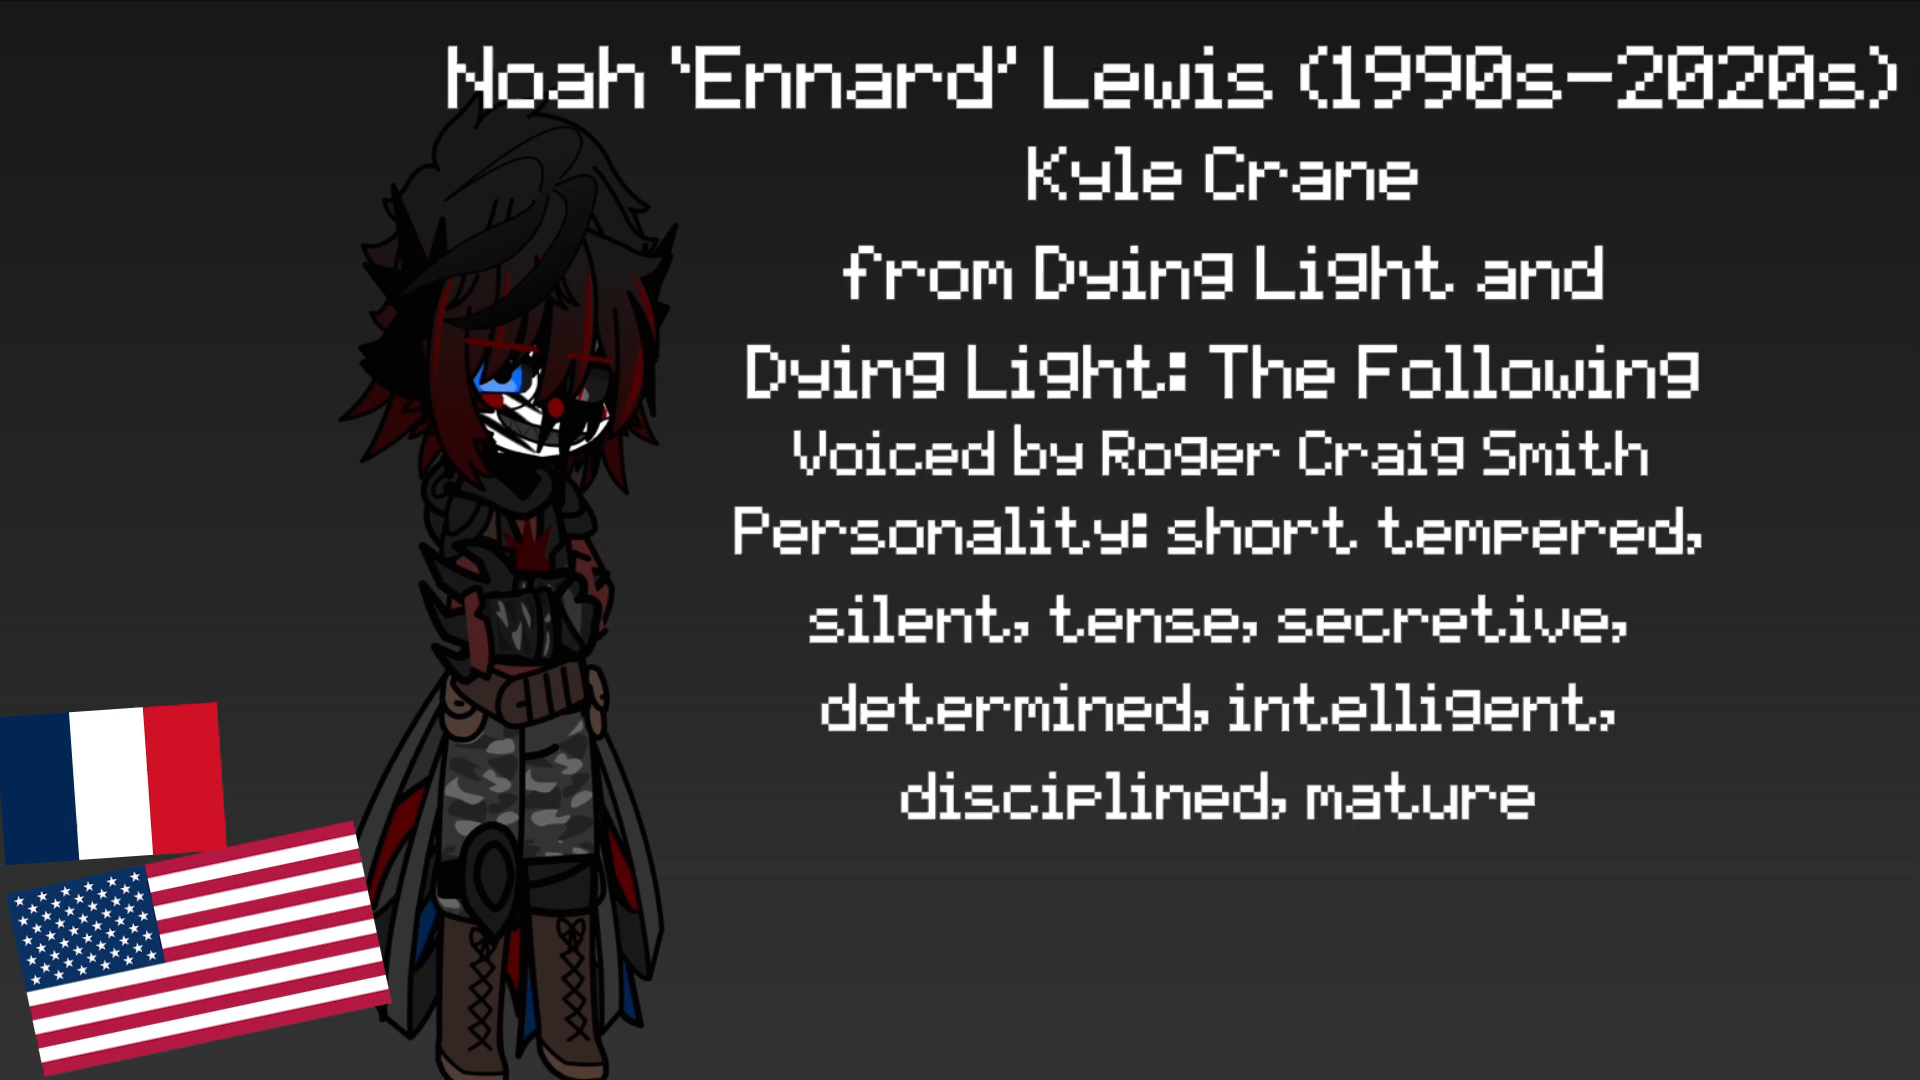 Noah ‘Ennard’ Lewis (1990s-2020s)
Kyle Crane
from Dying Light and
Dying Light: The Following
Voiced by Roger Craig Smith
Personality: short tempered,
silent, tense, secretive,
determined, intelligent,
disciplined, mature